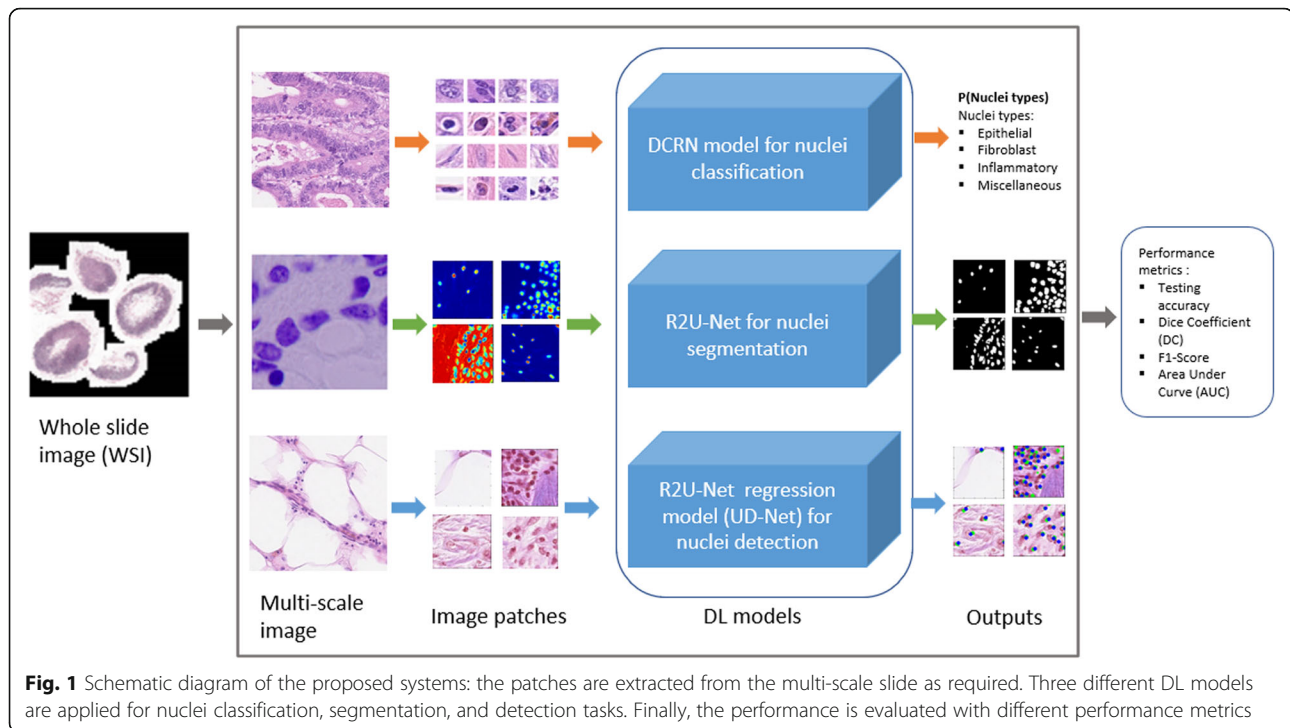 DCRN model for nuclei
classification
P(Nuclei types)
Nuclei types:
▪ Epithelial
▪ Fibroblast
▪ Inflammatory
▪ Miscellaneous
Whole slide
image (WSI)
R2U-Net for nuclei
segmentation
Performance
metrics :
▪ Testing
accuracy
▪ Dice Coefficient
(DC)
▪ F1-Score
▪ Area Under
Curve (AUC)
R2U-Net regression
model (UD-Net) for
nuclei detection
Multi-scale
image
Image patches
DL models
Outputs
Fig. 1 Schematic diagram of the proposed systems: the patches are extracted from the multi-scale slide as required. Three different DL models
are applied for nuclei classification, segmentation, and detection tasks. Finally, the performance is evaluated with different performance metrics